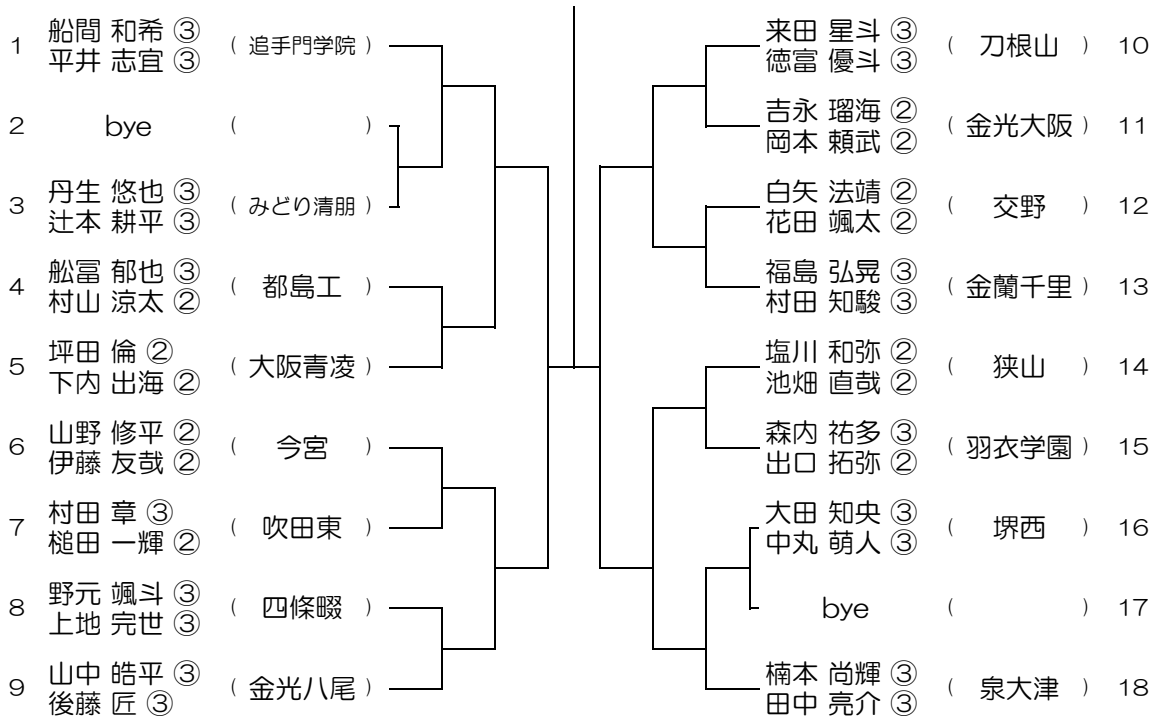 1 船間 和希 ③ ( 追手門学院 )
平井 志宜 ③
2 bye ( )
3 丹生 悠也 ③ ( みどり清朋 )
辻本 耕平 ③
4 舩冨 郁也 ③ ( 都島工 )
村山 涼太 ②
5 坪田 倫 ② ( 大阪青凌 )
下内 出海 ②
6 山野 修平 ② ( 今宮 )
伊藤 友哉 ②
7 村田 章 ③ ( 吹田東 )
槌田 一輝 ②
8 野元 颯斗 ③ ( 四條畷 )
上地 完世 ③
9 山中 皓平 ③ ( 金光八尾 )
後藤 匠 ③
来田 星斗 ③ ( 刀根山 ) 10
徳富 優斗 ③
吉永 瑠海 ② ( 金光大阪 ) 11
岡本 頼武 ②
白矢 法靖 ② ( 交野 ) 12
花田 颯太 ②
福島 弘晃 ③ ( 金蘭千里 ) 13
村田 知駿 ③
塩川 和弥 ② ( 狭山 ) 14
池畑 直哉 ②
森内 祐多 ③ ( 羽衣学園 ) 15
出口 拓弥 ②
大田 知央 ③ ( 堺西 ) 16
中丸 萌人 ③
bye ( ) 17
楠本 尚輝 ③ ( 泉大津 ) 18
田中 亮介 ③